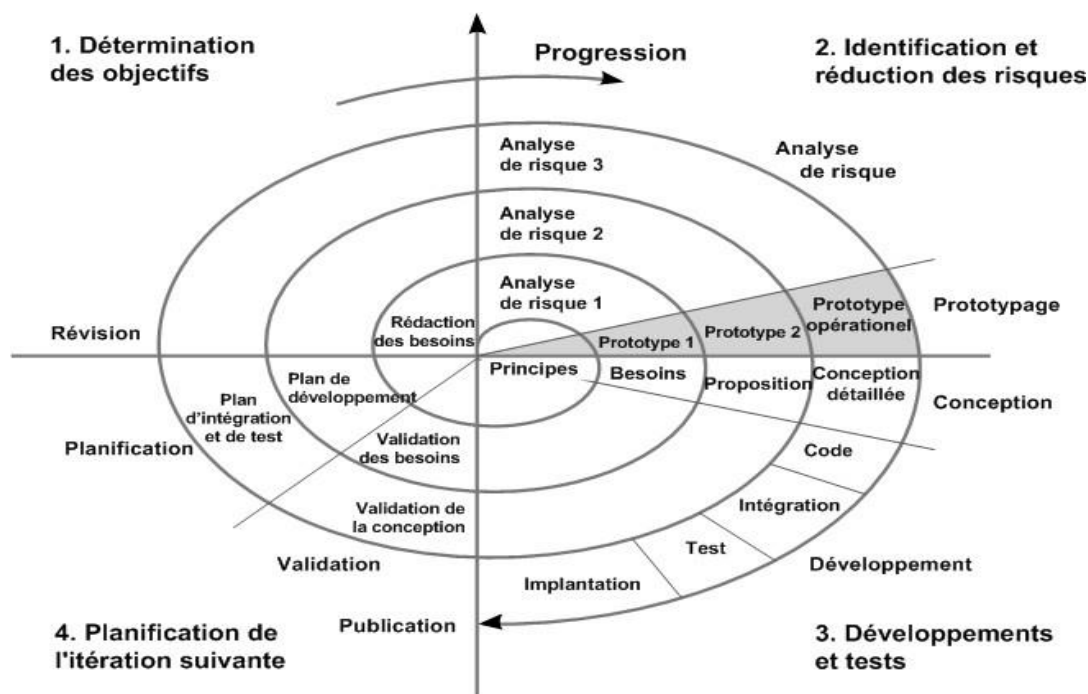 1. Détermination
des objectifs
Progression
2. Identification et
réduction des risques
Analyse
de risque 3
Analyse
de risque
Analyse
de risque 2
Analyse
de risque 1
Rédaction
des besoins
Révision
Prototype 1
Prototype 2
Prototype
opérationel
Prototypage
Principes
Besoins
Proposition
Conception
détaillée
Conception
Plan de
développement
Plan
d'intégration
et de test
Planification
Validation
des besoins
Validation de
la conception
Validation
Code
Intégration
Test
Implantation
Développement
Publication
4. Planification de
l'itération suivante
3. Développements
et tests